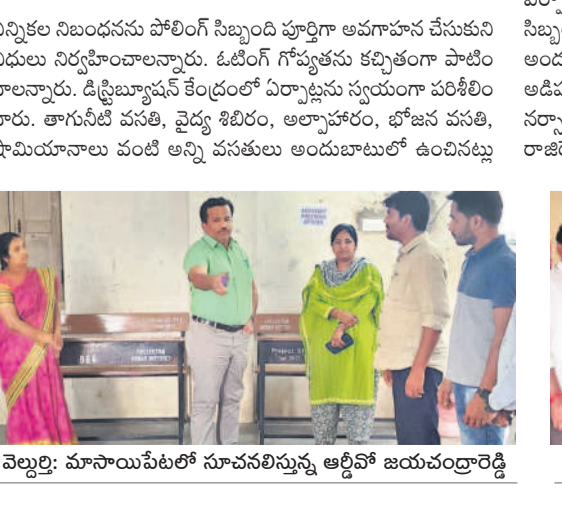 ఎన్నికల నిబంధనను పోలింగ్ సిబ్బంది పూర్తిగా అవగాహన చేసుకుని
విధులు నిర్వహించాలన్నారు. ఓటింగ్ గోప్యతను కచ్చితంగా పాటిం
చాలన్నారు. డిస్ట్రిబ్యూషన్ కేంద్రంలో ఏర్పాట్లను స్వయంగా పరిశీలిం
చారు. తాగునీటి వసతి, వైద్య శిబిరం, అల్పాహారం, భోజన వసతి,
షామియానాలు వంటి అన్ని వసతులు అందుబాటులో ఉంచినట్లు
వెల్దుర్తి: మాసాయిపేటలో సూచనలిస్తున్న ఆర్డీవో జయచంద్రారెడ్డి